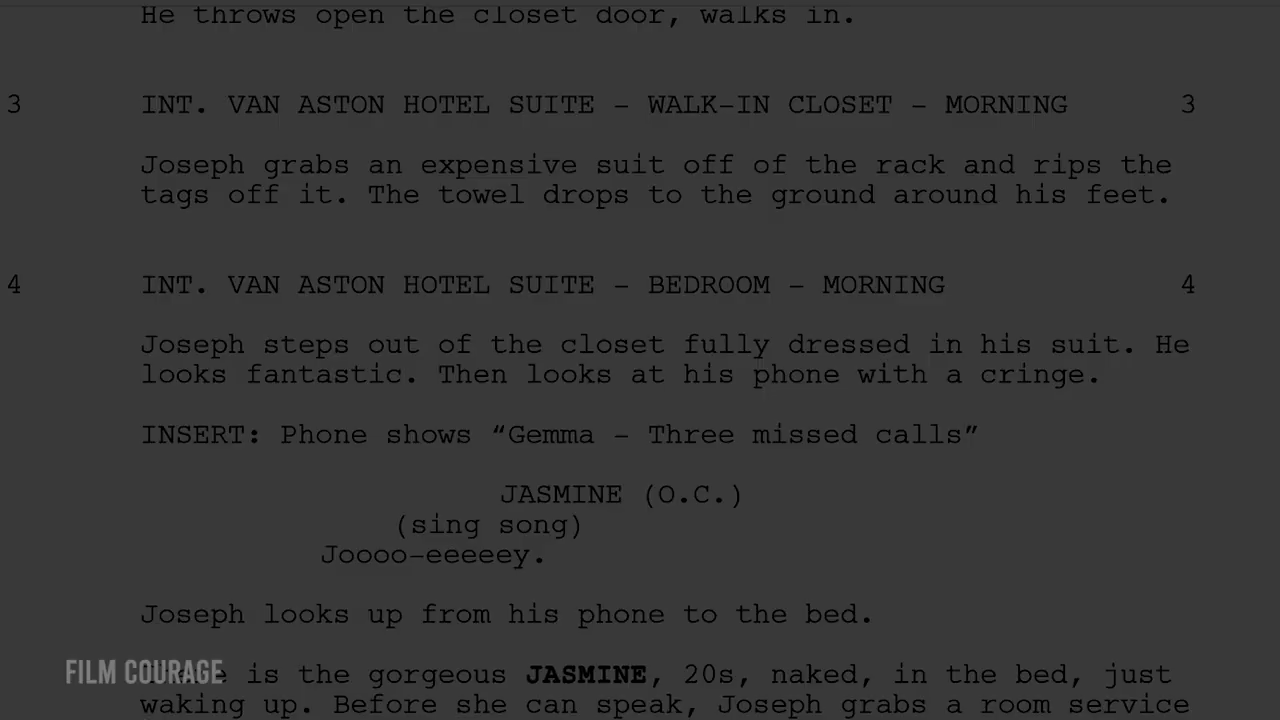 He throws open the closet door, walks in.
3 INT. VAN ASTON HOTEL SUITE - WALK-IN CLOSET - MORNING 3
Joseph grabs an expensive suit off of the rack and rips the
tags off it. The towel drops to the ground around his feet.
4 INT. VAN ASTON HOTEL SUITE - BEDROOM - MORNING 4
Joseph steps out of the closet fully dressed in his suit. He
looks fantastic. Then looks at his phone with a cringe.
INSERT: Phone shows “Gemma - Three missed calls”
JASMINE (O.C.)
(sing song)
Joooo-eeeeey.
Joseph looks up from his phone to the bed.
is the gorgeous JASMINE, 20s, naked, in the bed, just
FILM COURAGE
waking up. Before she can speak, Joseph grabs a room service